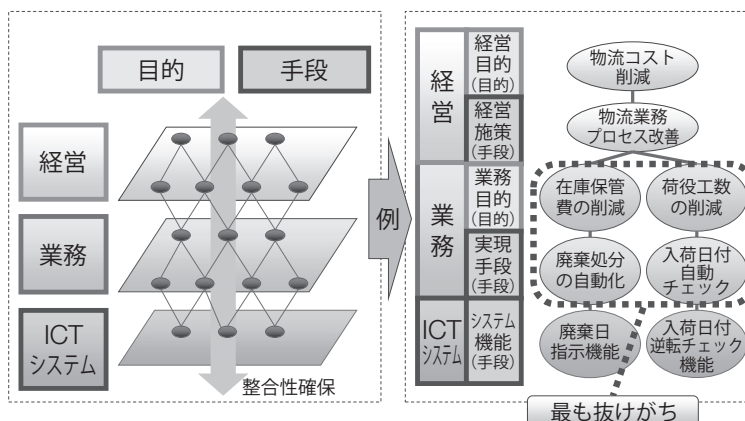 目的
手段
経営
業務
ICT
システム
整合性確保
例
経営
経営
目的
(目的)
経営
施策
(手段)
業務
業務
目的
(目的)
実現
手段
(手段)
ICT
システム
システム
機能
(手段)
物流コスト
削減
物流業務
プロセス改善
在庫保管
費の削減
荷役工数
の削減
廃棄処分
の自動化
入荷日付
自動
チェック
廃棄日
指示機能
入荷日付
逆転チェック
機能
最も抜けがち